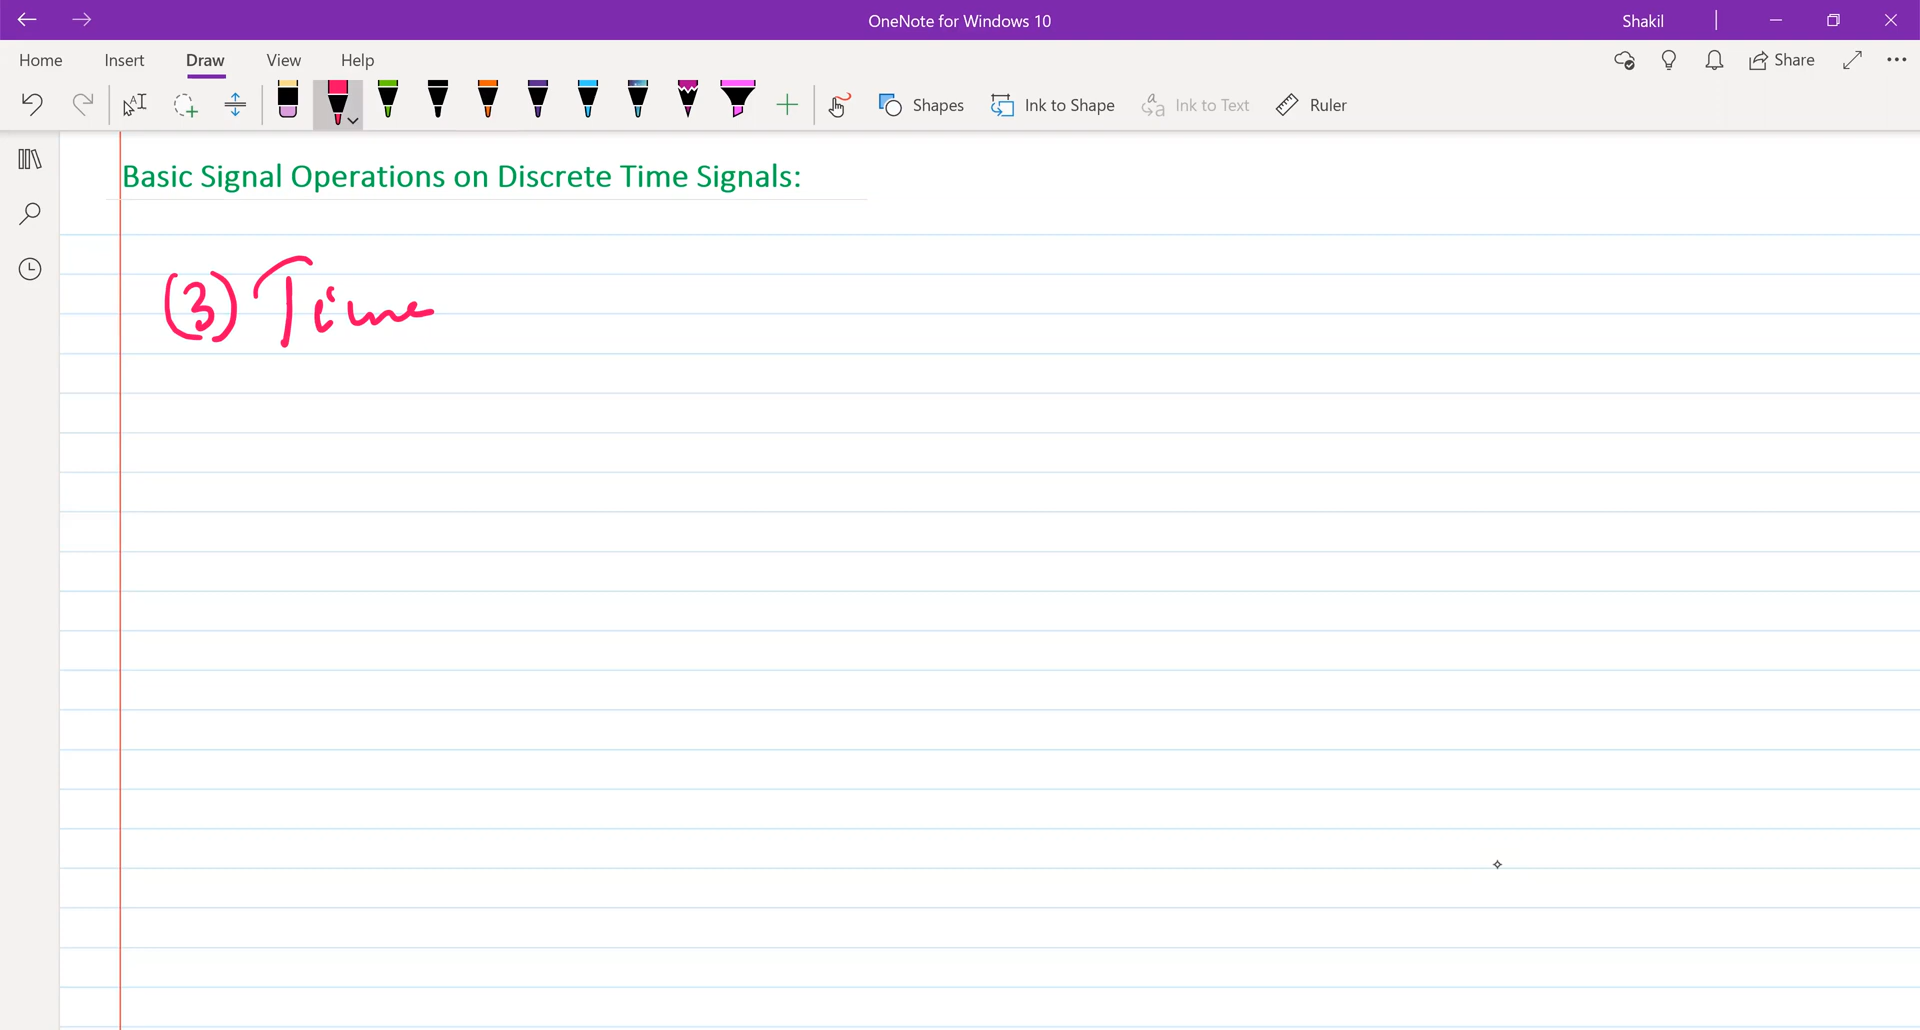 OneNote for Windows 10
Shakil
Home Insert Draw View Help
Share
Shapes Ink to Shape Ink to Text Ruler
Basic Signal Operations on Discrete Time Signals:
(3) Time